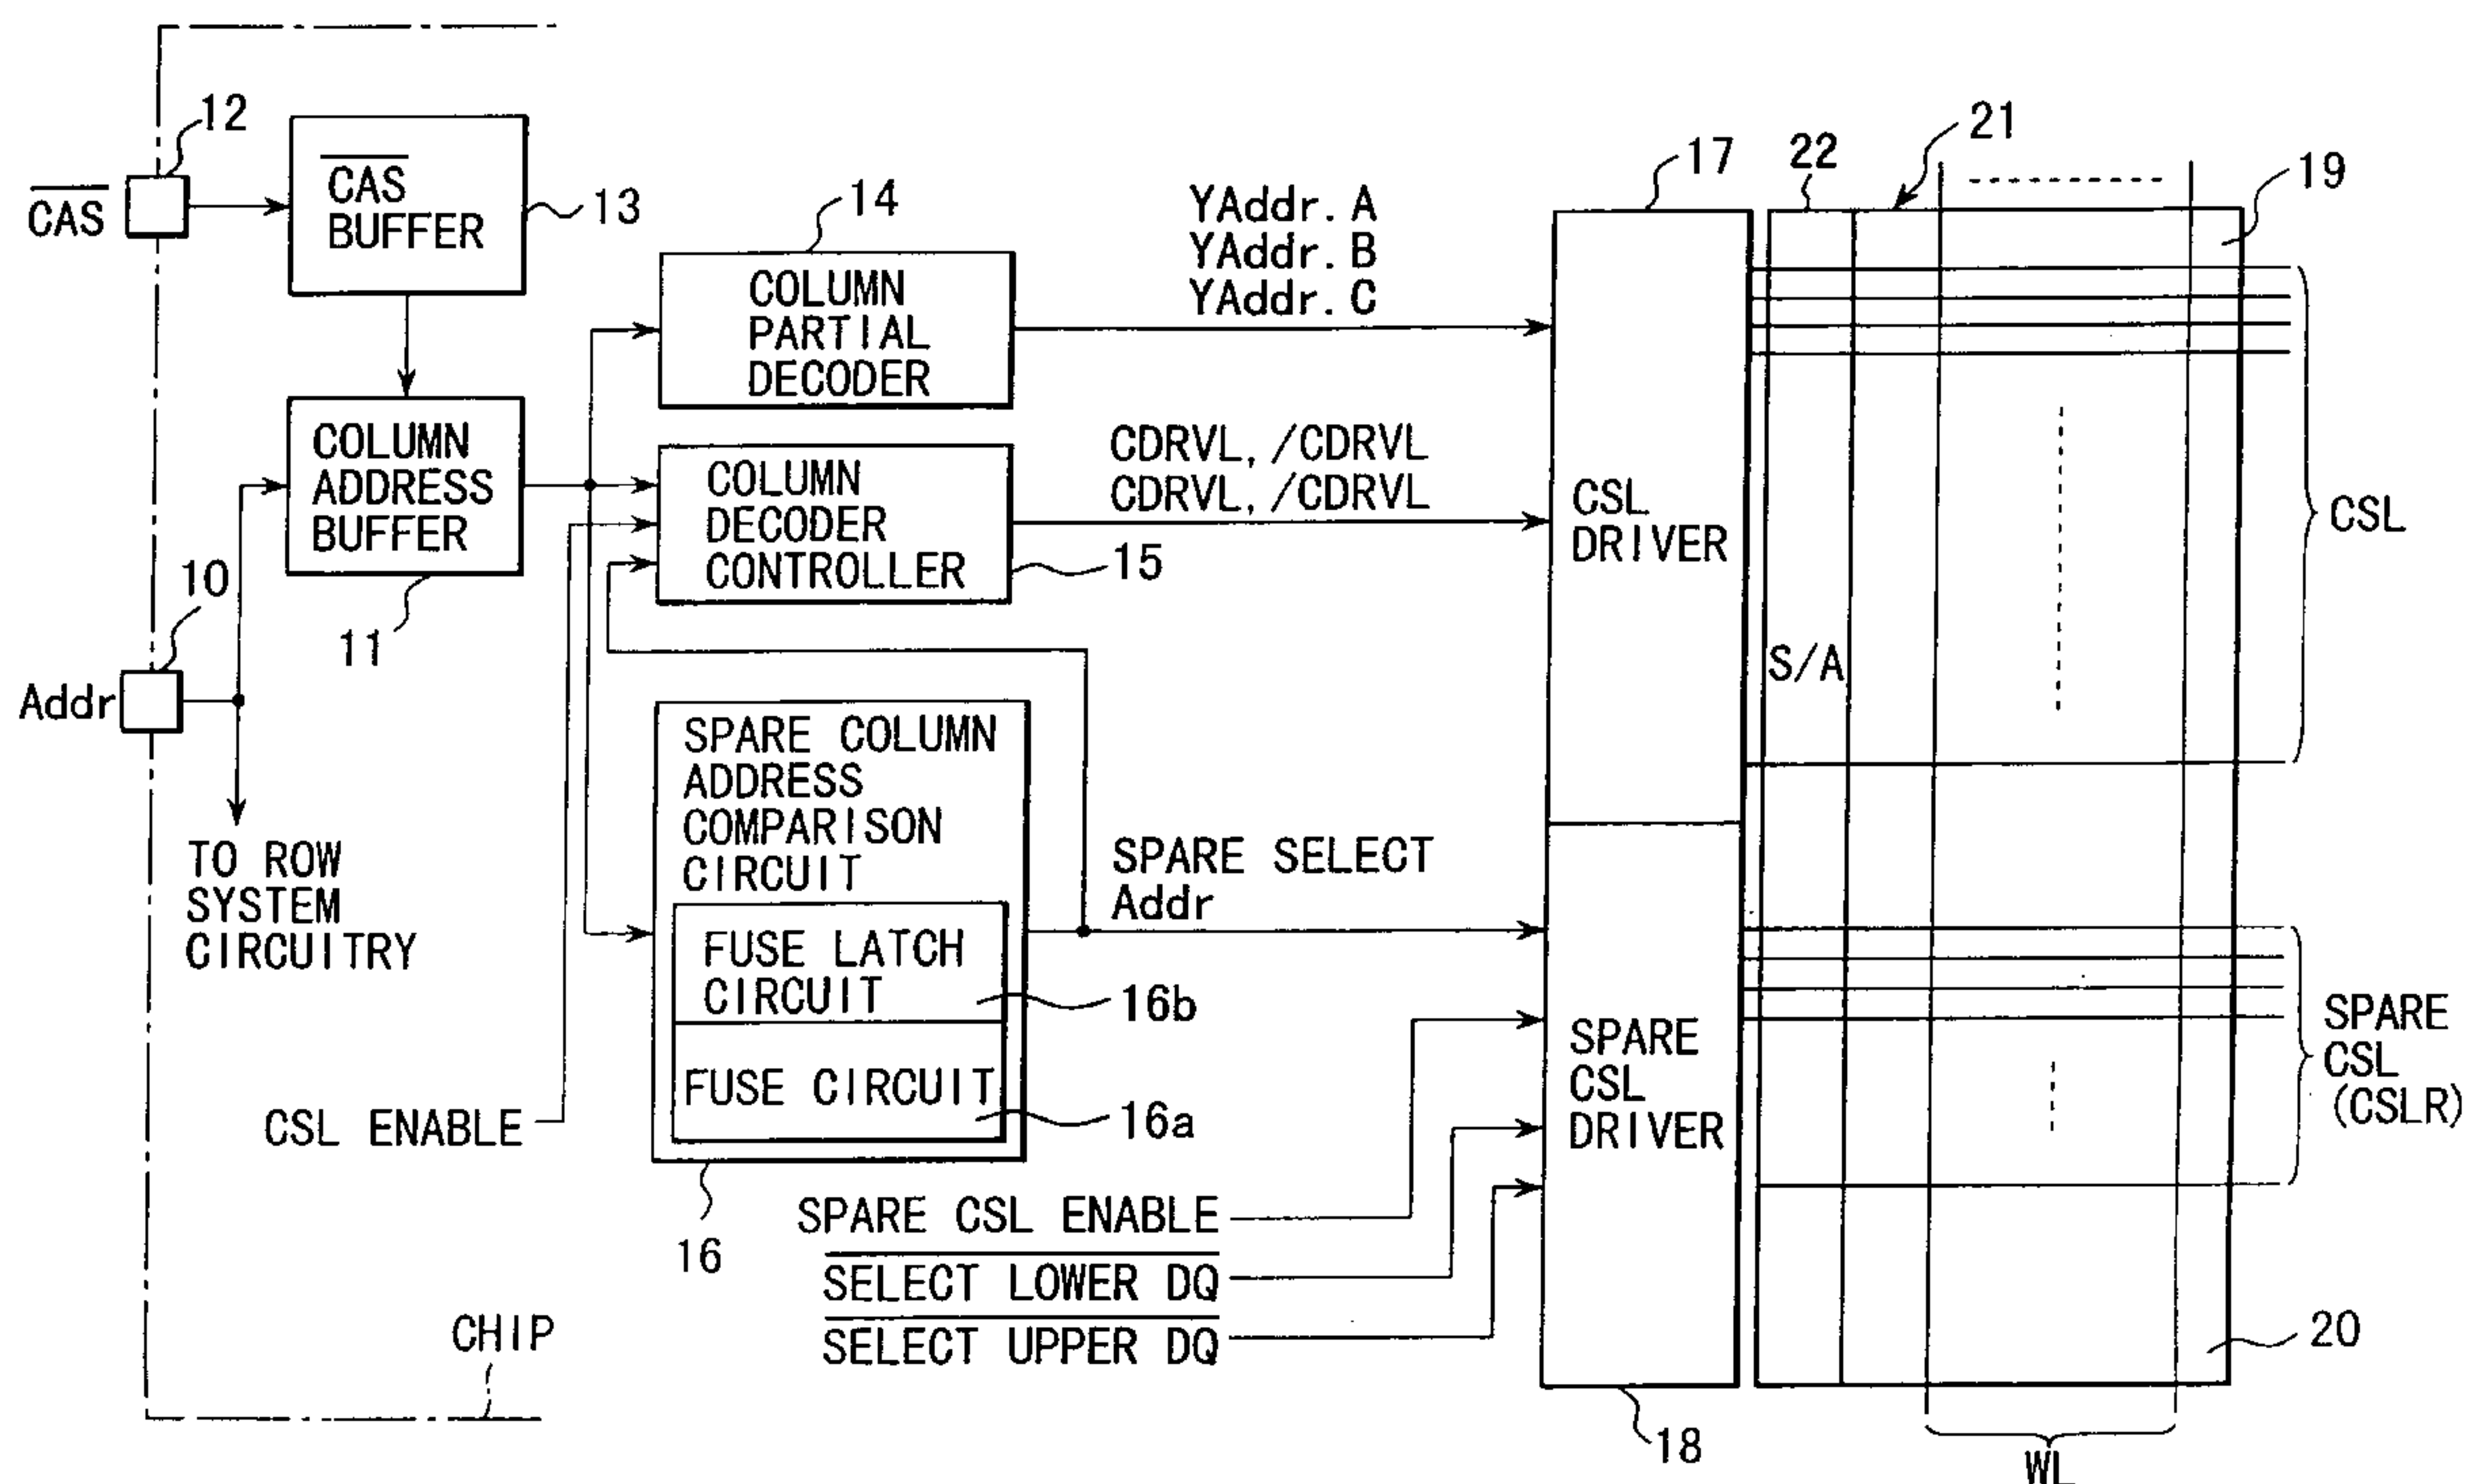 12
CAS
CAS
BUFFER
13
14
COLUMN
PARTIAL
DECODER
YAddr. A
YAddr. B
YAddr. C
17
22
21
19
COLUMN
ADDRESS
BUFFER
11
10
Addr
TO ROW
SYSTEM
CIRCUITRY
COLUMN
DECODER
CONTROLLER
15
CDRVL, /CDRVL
CDRVL, /CDRVL
CSL
DRIVER
S/A
CSL
SPARE COLUMN
ADDRESS
COMPARISON
CIRCUIT
FUSE LATCH
CIRCUIT
16b
FUSE CIRCUIT
16a
16
SPARE SELECT
Addr
CSL ENABLE
SPARE CSL ENABLE
SELECT LOWER DQ
SELECT UPPER DQ
SPARE
CSL
DRIVER
18
SPARE
CSL
(CSLR)
20
WL
CHIP